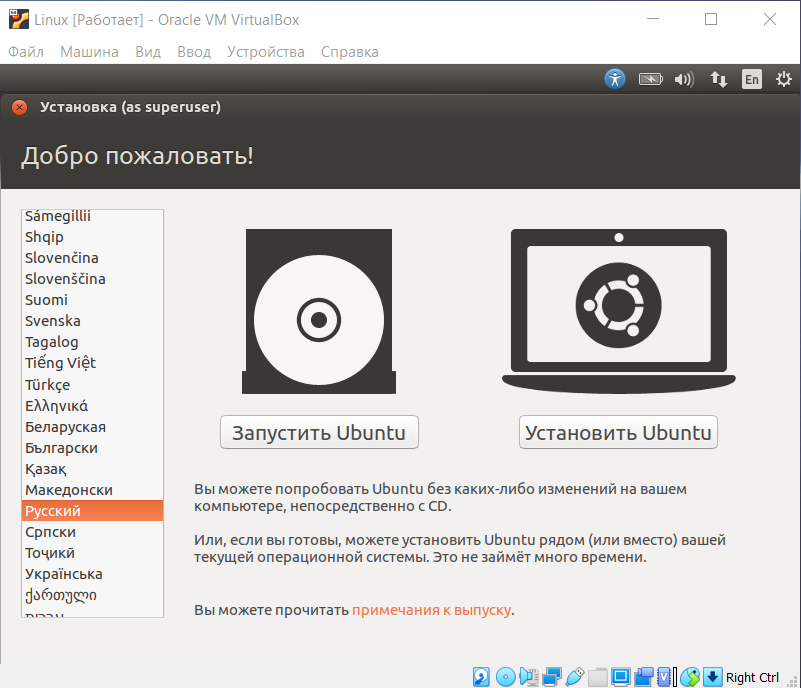 Linux [Работает] - Oracle VM VirtualBox
Файл Машина Вид Ввод Устройства Справка
En
Установка (as superuser)
Добро пожаловать!
Sámegillii
Shqip
Slovenčina
Slovenščina
Suomi
Svenska
Tagalog
Tiếng Việt
Türkçe
Ελληνικά
Беларуская
Български
Қазақ
Македонски
Русский
Српски
Тоҷикӣ
Українська
ქართული
Запустить Ubuntu
Установить Ubuntu
Вы можете попробовать Ubuntu без каких-либо изменений на вашем
компьютере, непосредственно с CD.
Или, если вы готовы, можете установить Ubuntu рядом (или вместо) вашей
текущей операционной системы. Это не займёт много времени.
Вы можете прочитать примечания к выпуску.
Right Ctrl